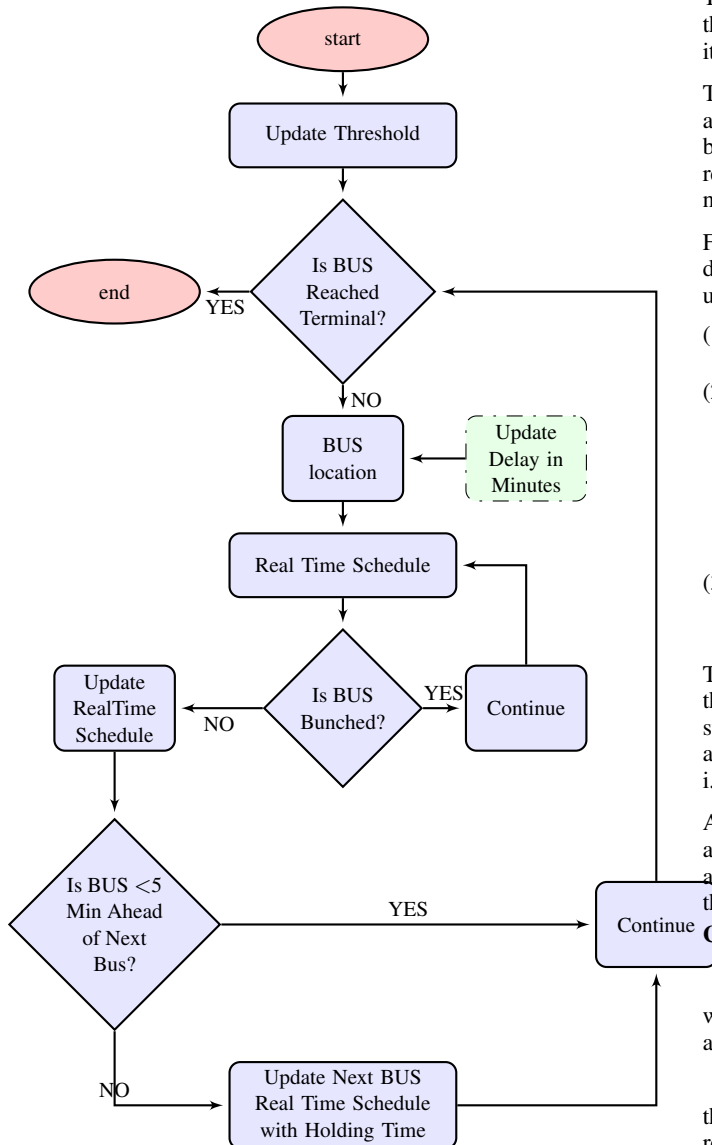 start
Update Threshold
Is BUS
Reached
Terminal?
YES
end
NO
BUS
location
Update
Delay in
Minutes
Real Time Schedule
Is BUS
Bunched?
YES
Continue
NO
Update
RealTime
Schedule
Is BUS <5
Min Ahead
of Next
Bus?
YES
Continue
NO
Update Next BUS
Real Time Schedule
with Holding Time